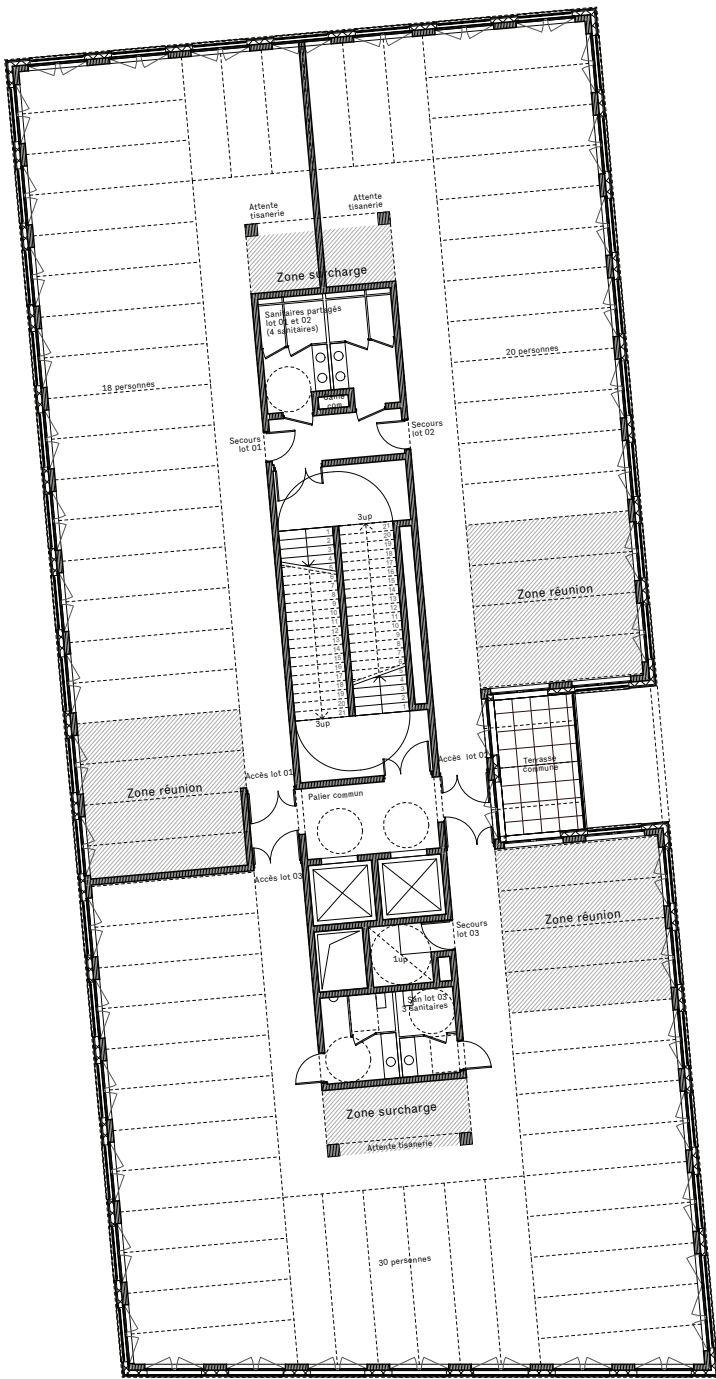 Attente
tisanerie
Attente
tisanerie
Zone surcharge
Sanitaires partagés
lot 01 et 02
(4 sanitaires)
20 personnes
18 personnes
Secours
lot 01
Secours
lot 02
3up
Zone réunion
3up
Accès lot 01
Accès lot 02
Terrasse
commune
Zone réunion
Palier commun
Accès lot 03
Zone réunion
Secours
lot 03
1up
San lot 03
3 sanitaires
Zone surcharge
Attente tisanerie
30 personnes